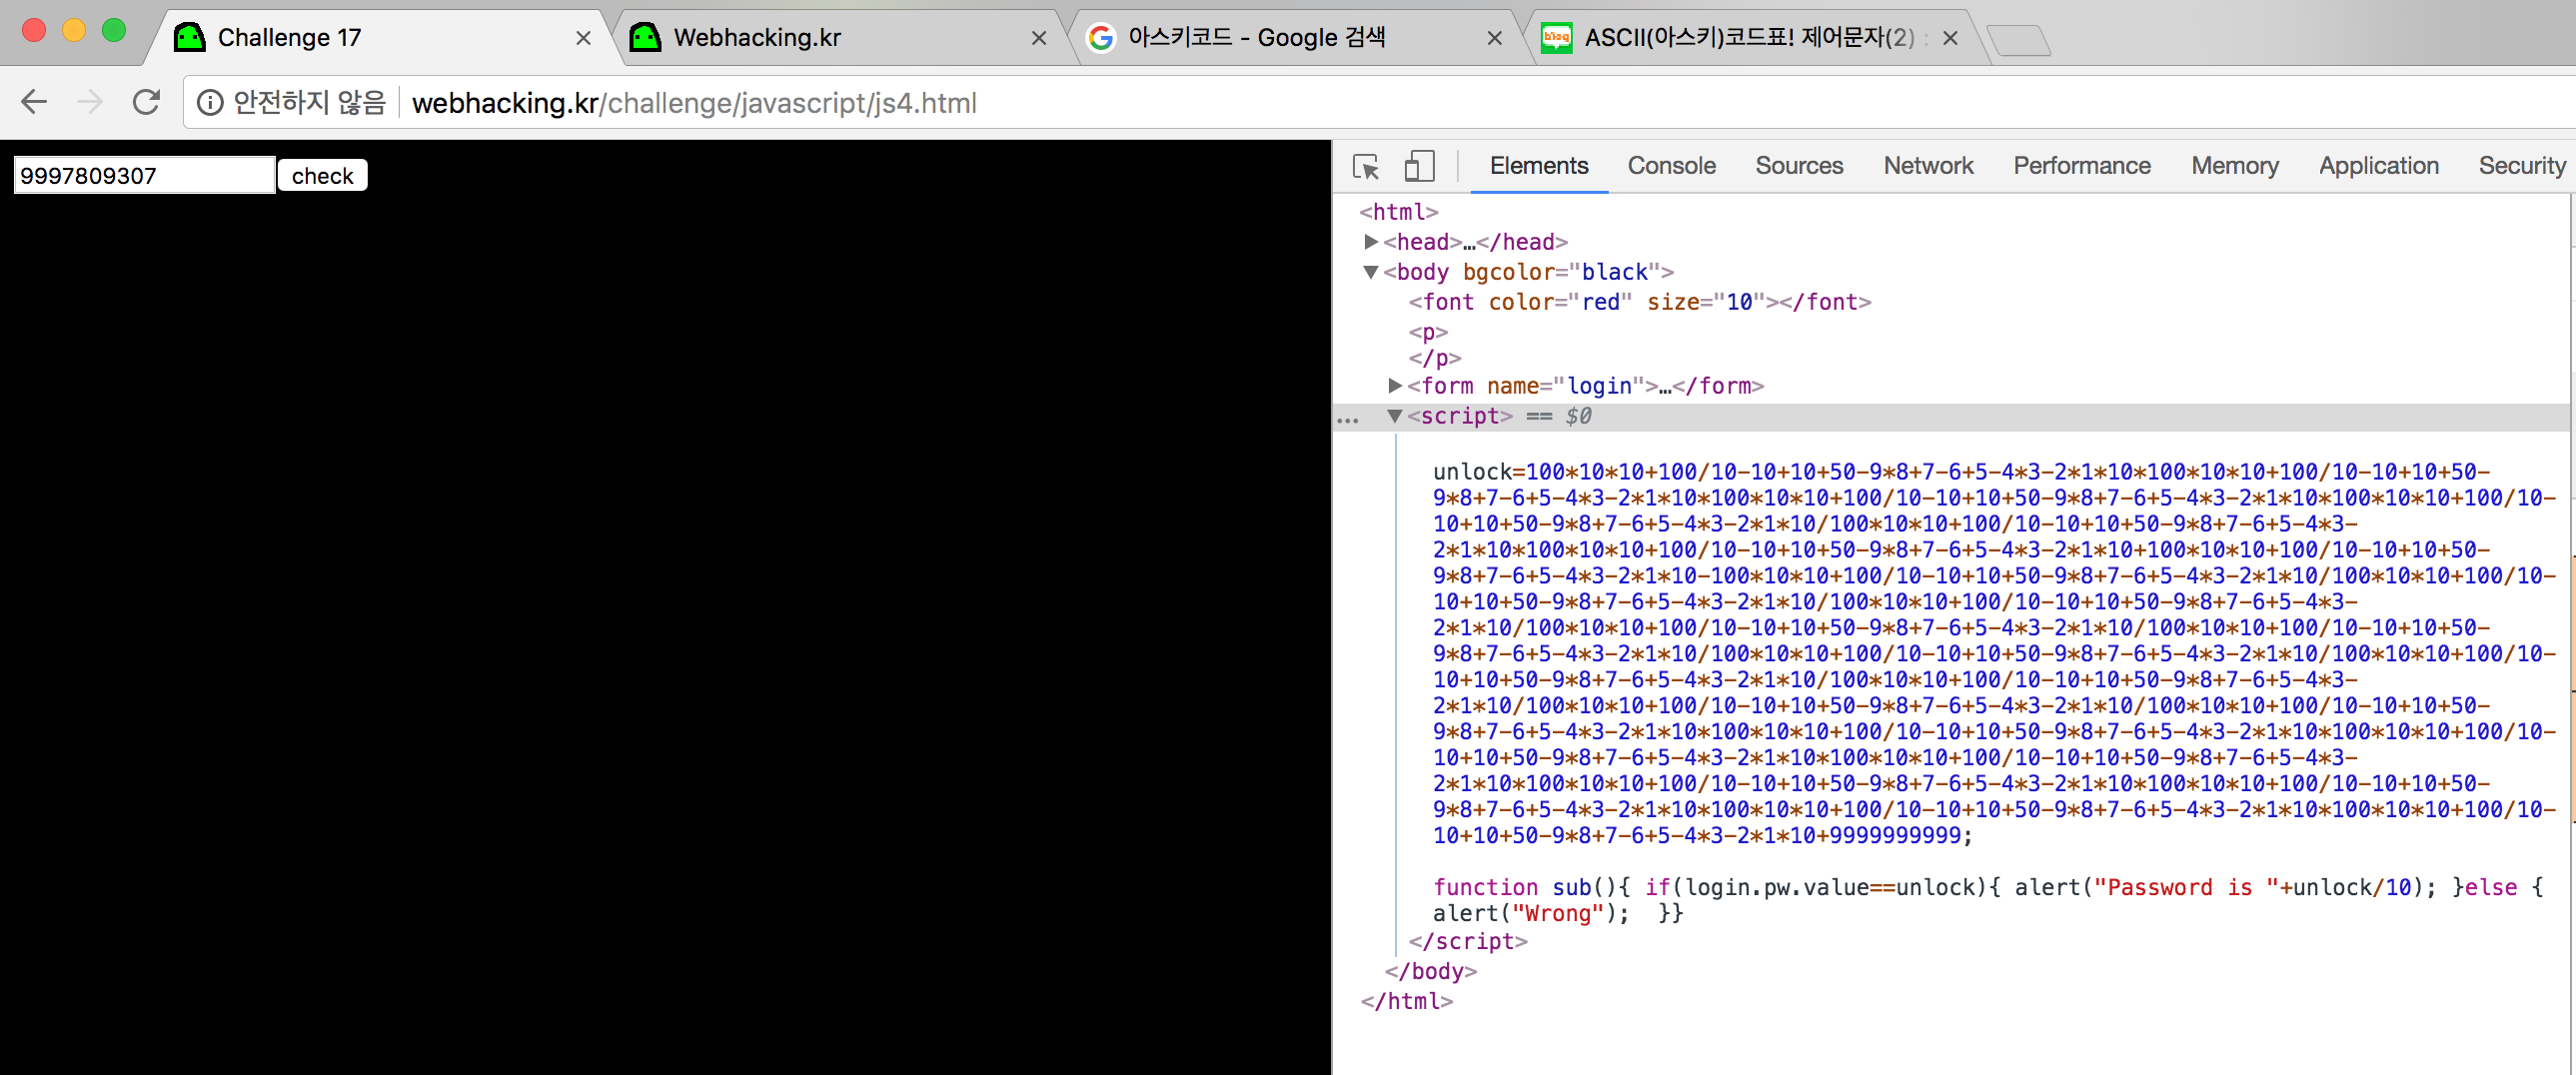 Challenge 17
Webhacking.kr
아스키코드 - Google 검색
ASCII(아스키)코드표! 제어문자(2) :
안전하지 않음
webhacking.kr/challenge/javascript/js4.html
9997809307
check
Elements Console Sources Network Performance Memory Application Security
<html>
<head>…</head>
<body bgcolor="black">
<font color="red" size="10"></font>
<p>
</p>
<form name="login">…</form>
... <script> == $0
unlock=100*10*10+100/10-10+10+50-9*8+7-6+5-4*3-2*1*10*100*10*10+100/10-10+10+50-
9*8+7-6+5-4*3-2*1*10*100*10*10+100/10-10+10+50-9*8+7-6+5-4*3-2*1*10*100*10*10+100/10-
10+10+50-9*8+7-6+5-4*3-2*1*10/100*10*10+100/10-10+10+50-9*8+7-6+5-4*3-
2*1*10*100*10*10+100/10-10+10+50-9*8+7-6+5-4*3-2*1*10+100*10*10+100/10-10+10+50-
9*8+7-6+5-4*3-2*1*10-100*10*10+100/10-10+10+50-9*8+7-6+5-4*3-2*1*10/100*10*10+100/10-
10+10+50-9*8+7-6+5-4*3-2*1*10/100*10*10+100/10-10+10+50-9*8+7-6+5-4*3-
2*1*10/100*10*10+100/10-10+10+50-9*8+7-6+5-4*3-2*1*10/100*10*10+100/10-10+10+50-
9*8+7-6+5-4*3-2*1*10/100*10*10+100/10-10+10+50-9*8+7-6+5-4*3-2*1*10/100*10*10+100/10-
10+10+50-9*8+7-6+5-4*3-2*1*10/100*10*10+100/10-10+10+50-9*8+7-6+5-4*3-
2*1*10/100*10*10+100/10-10+10+50-9*8+7-6+5-4*3-2*1*10/100*10*10+100/10-10+10+50-
9*8+7-6+5-4*3-2*1*10*100*10*10+100/10-10+10+50-9*8+7-6+5-4*3-2*1*10*100*10*10+100/10-
10+10+50-9*8+7-6+5-4*3-2*1*10*100*10*10+100/10-10+10+50-9*8+7-6+5-4*3-
2*1*10*100*10*10+100/10-10+10+50-9*8+7-6+5-4*3-2*1*10*100*10*10+100/10-10+10+50-
9*8+7-6+5-4*3-2*1*10*100*10*10+100/10-10+10+50-9*8+7-6+5-4*3-2*1*10*100*10*10+100/10-
10+10+50-9*8+7-6+5-4*3-2*1*10+9999999999;
function sub(){ if(login.pw.value==unlock){ alert("Password is "+unlock/10); }else {
alert("Wrong"); }}
</script>
</body>
</html>